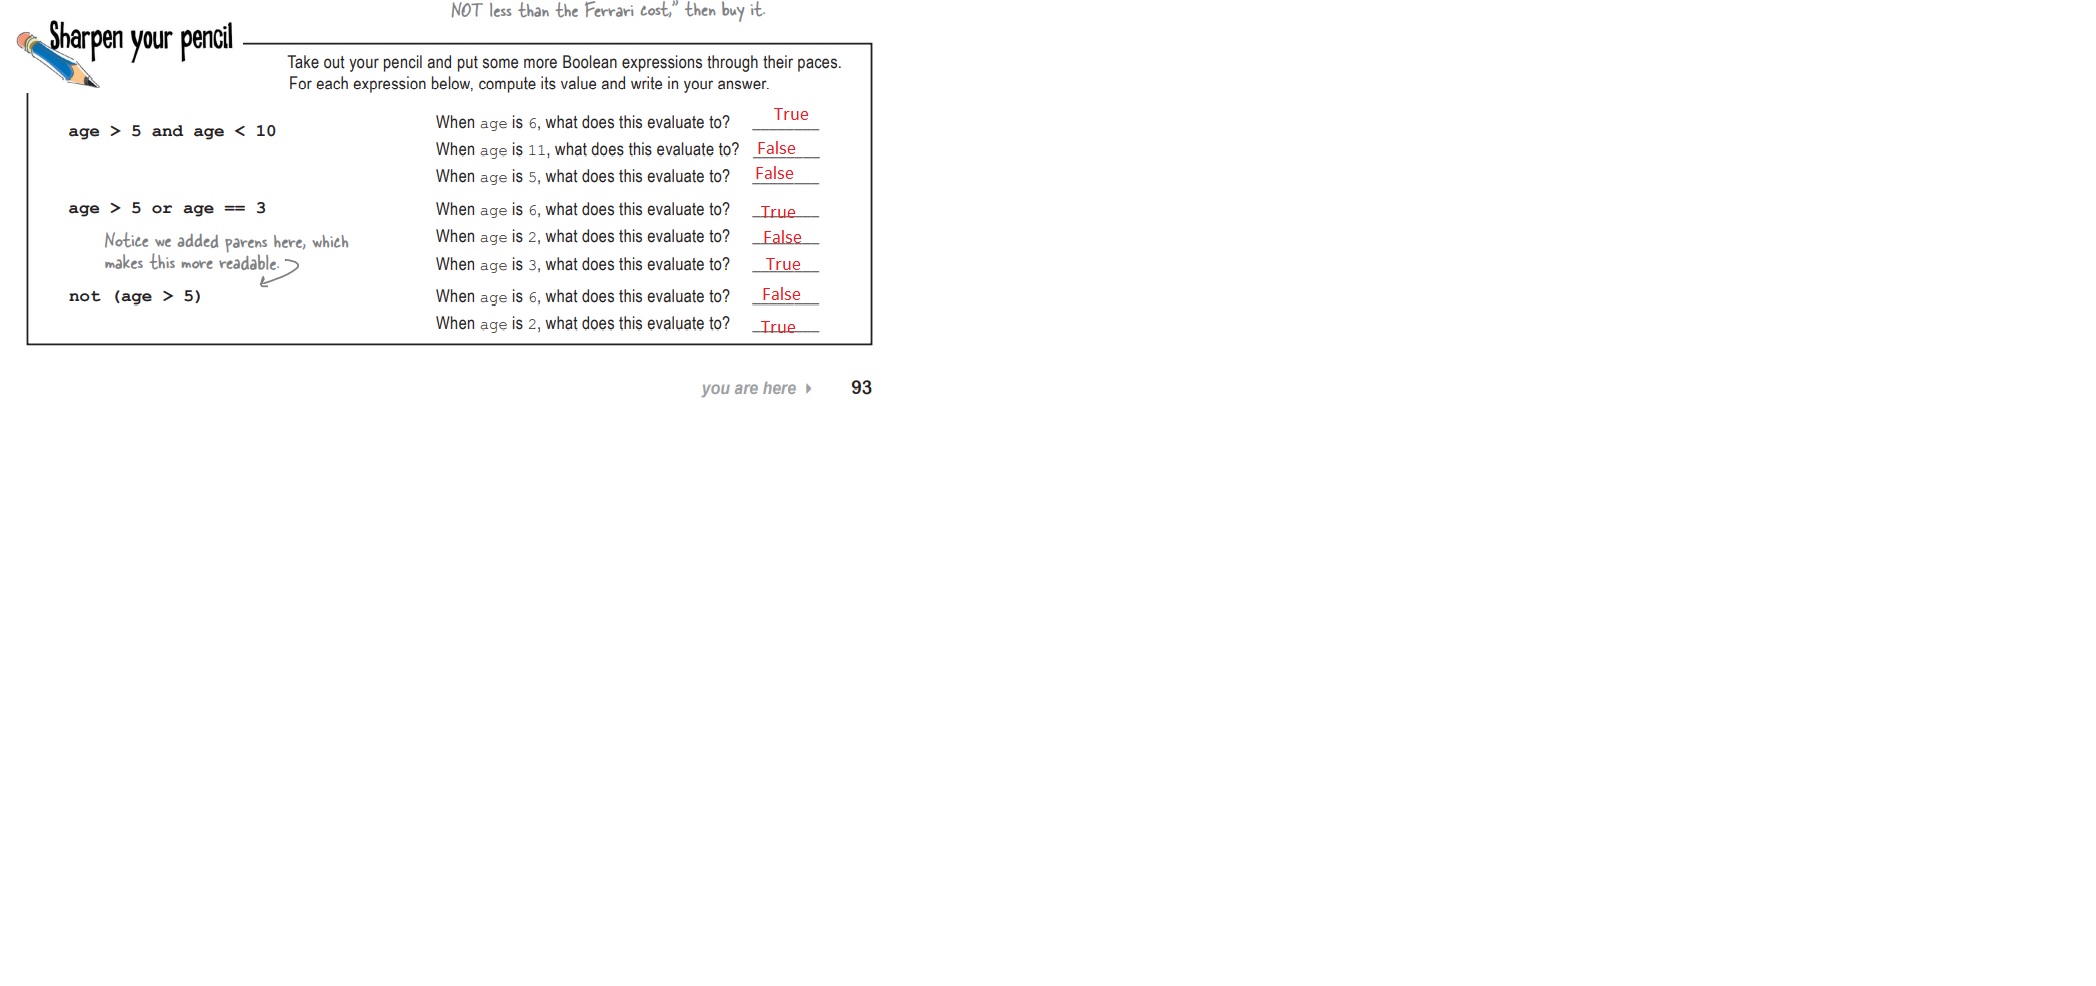 NOT less than the Ferrari cost," then buy it.
Sharpen your pencil
Take out your pencil and put some more Boolean expressions through their paces.
For each expression below, compute its value and write in your answer.
age > 5 and age < 10
When age is 6, what does this evaluate to? True
When age is 11, what does this evaluate to? False
When age is 5, what does this evaluate to? False
age > 5 or age == 3
When age is 6, what does this evaluate to? True
When age is 2, what does this evaluate to? False
When age is 3, what does this evaluate to? True
Notice we added parens here, which
makes this more readable.
not (age > 5)
When age is 6, what does this evaluate to? False
When age is 2, what does this evaluate to? True
you are here 93